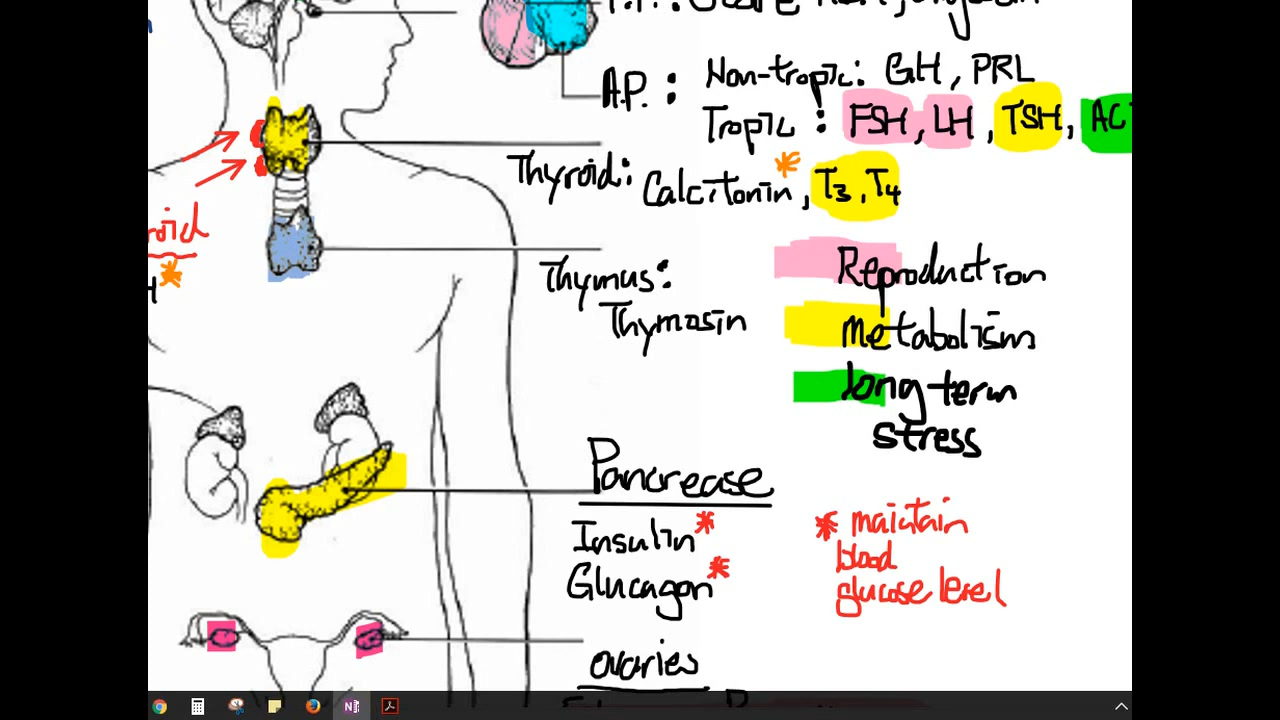 A.P. : Non-tropic: GH, PRL
Tropic : FSH, LH, TSH,
Thyroid: Calcitonin*, T3, T4
Thymus:
Thymosin
Reproduction
Metabolism
long term
stress
Pancrease
Insulin*
Glucagon*
* maintain
blood
glucose level
ovaries